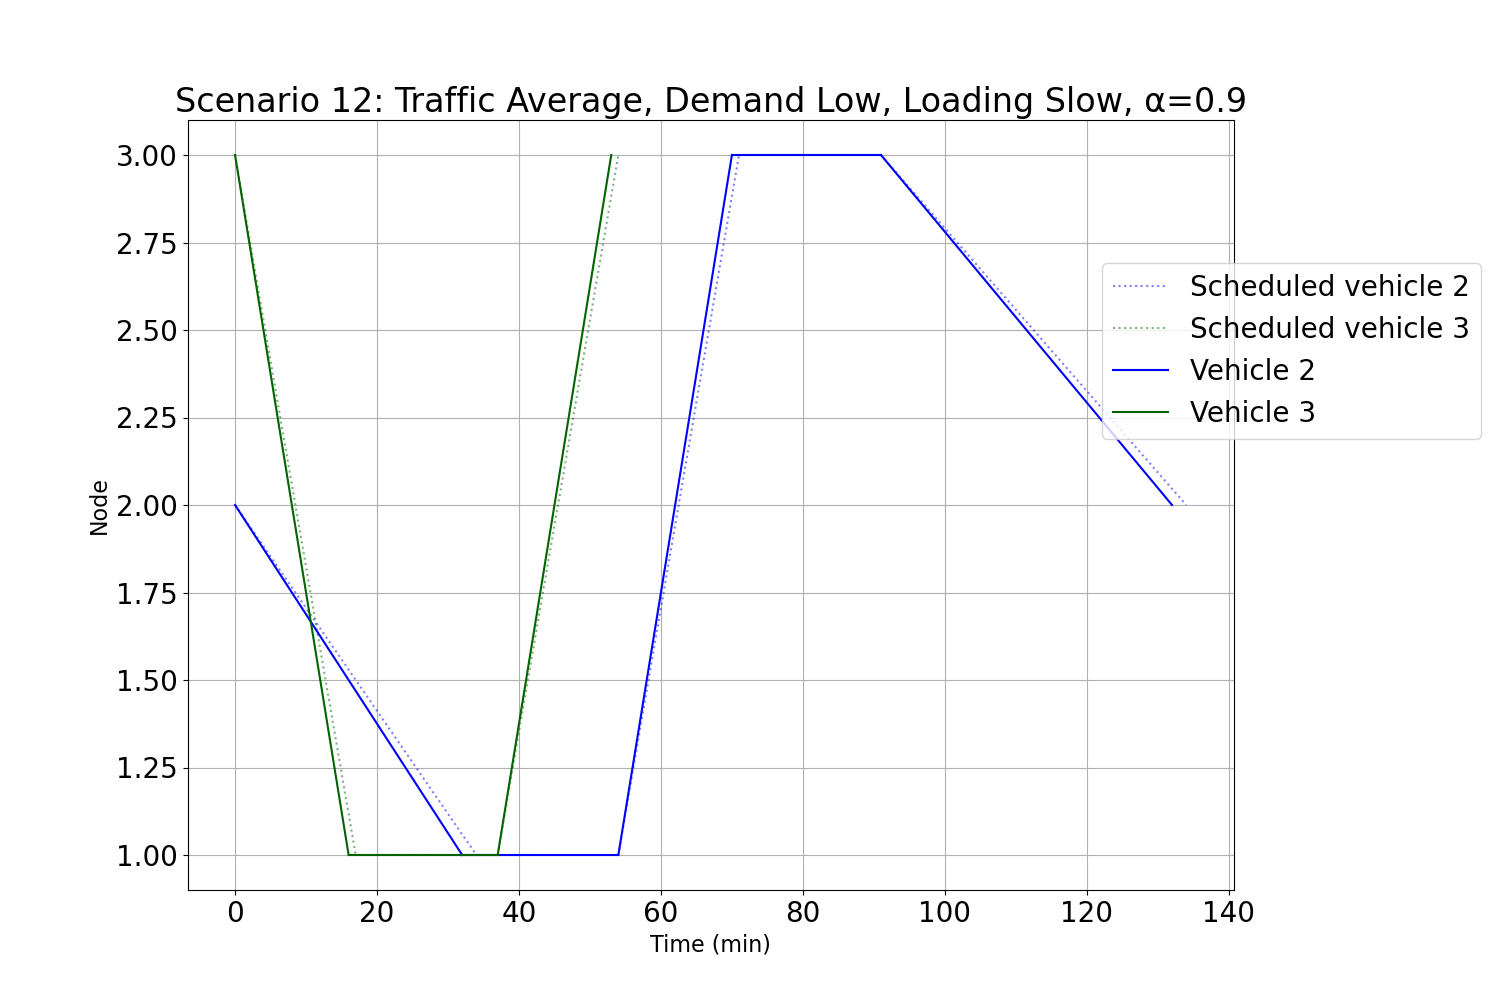 Scenario 12: Traffic Average, Demand Low, Loading Slow, α=0.9
3.00
2.75
2.50
2.25
2.00
1.75
1.50
1.25
1.00
Node
0 20 40 60 80 100 120 140
Time (min)
Scheduled vehicle 2
Scheduled vehicle 3
Vehicle 2
Vehicle 3